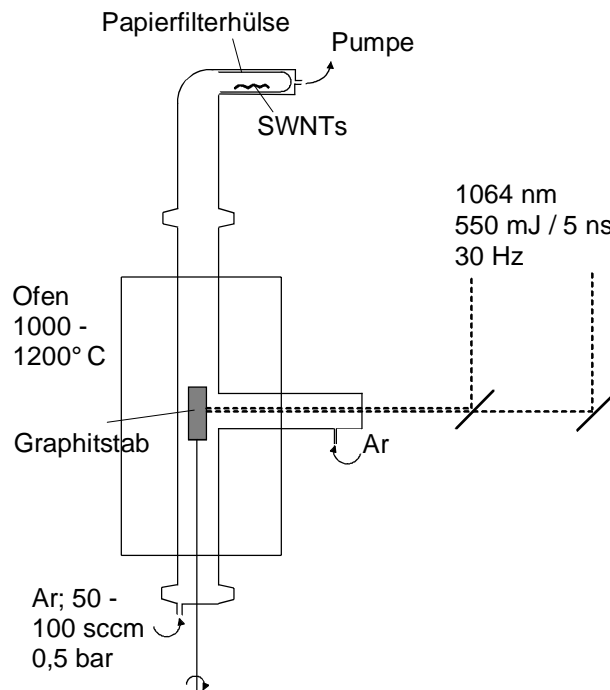 Papierfilterhülse
Pumpe
SWNTs
1064 nm
550 mJ / 5 ns
30 Hz
Ofen
1000 -
1200° C
Graphitstab
Ar
Ar; 50 -
100 sccm
0,5 bar